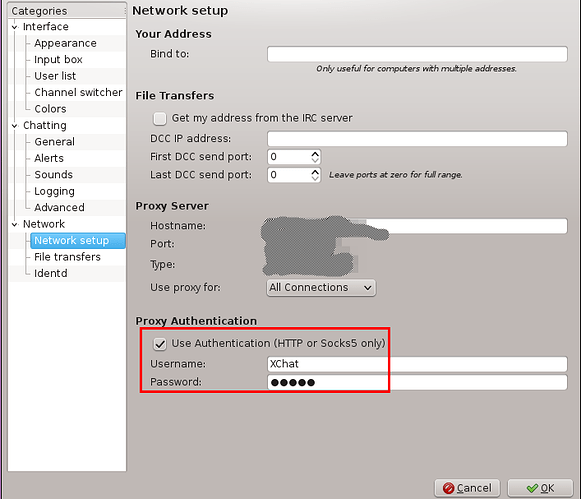 Categories
Interface
Appearance
Input box
User list
Channel switcher
Colors
Chatting
General
Alerts
Sounds
Logging
Advanced
Network
Network setup
File transfers
Identd
Network setup
Your Address
Bind to:
Only useful for computers with multiple addresses.
File Transfers
Get my address from the IRC server
DCC IP address:
First DCC send port: 0
Last DCC send port: 0 Leave ports at zero for full range.
Proxy Server
Hostname:
Port:
Type:
Use proxy for: All Connections
Proxy Authentication
Use Authentication (HTTP or Socks5 only)
Username: XChat
Password: ●●●●●
Cancel OK